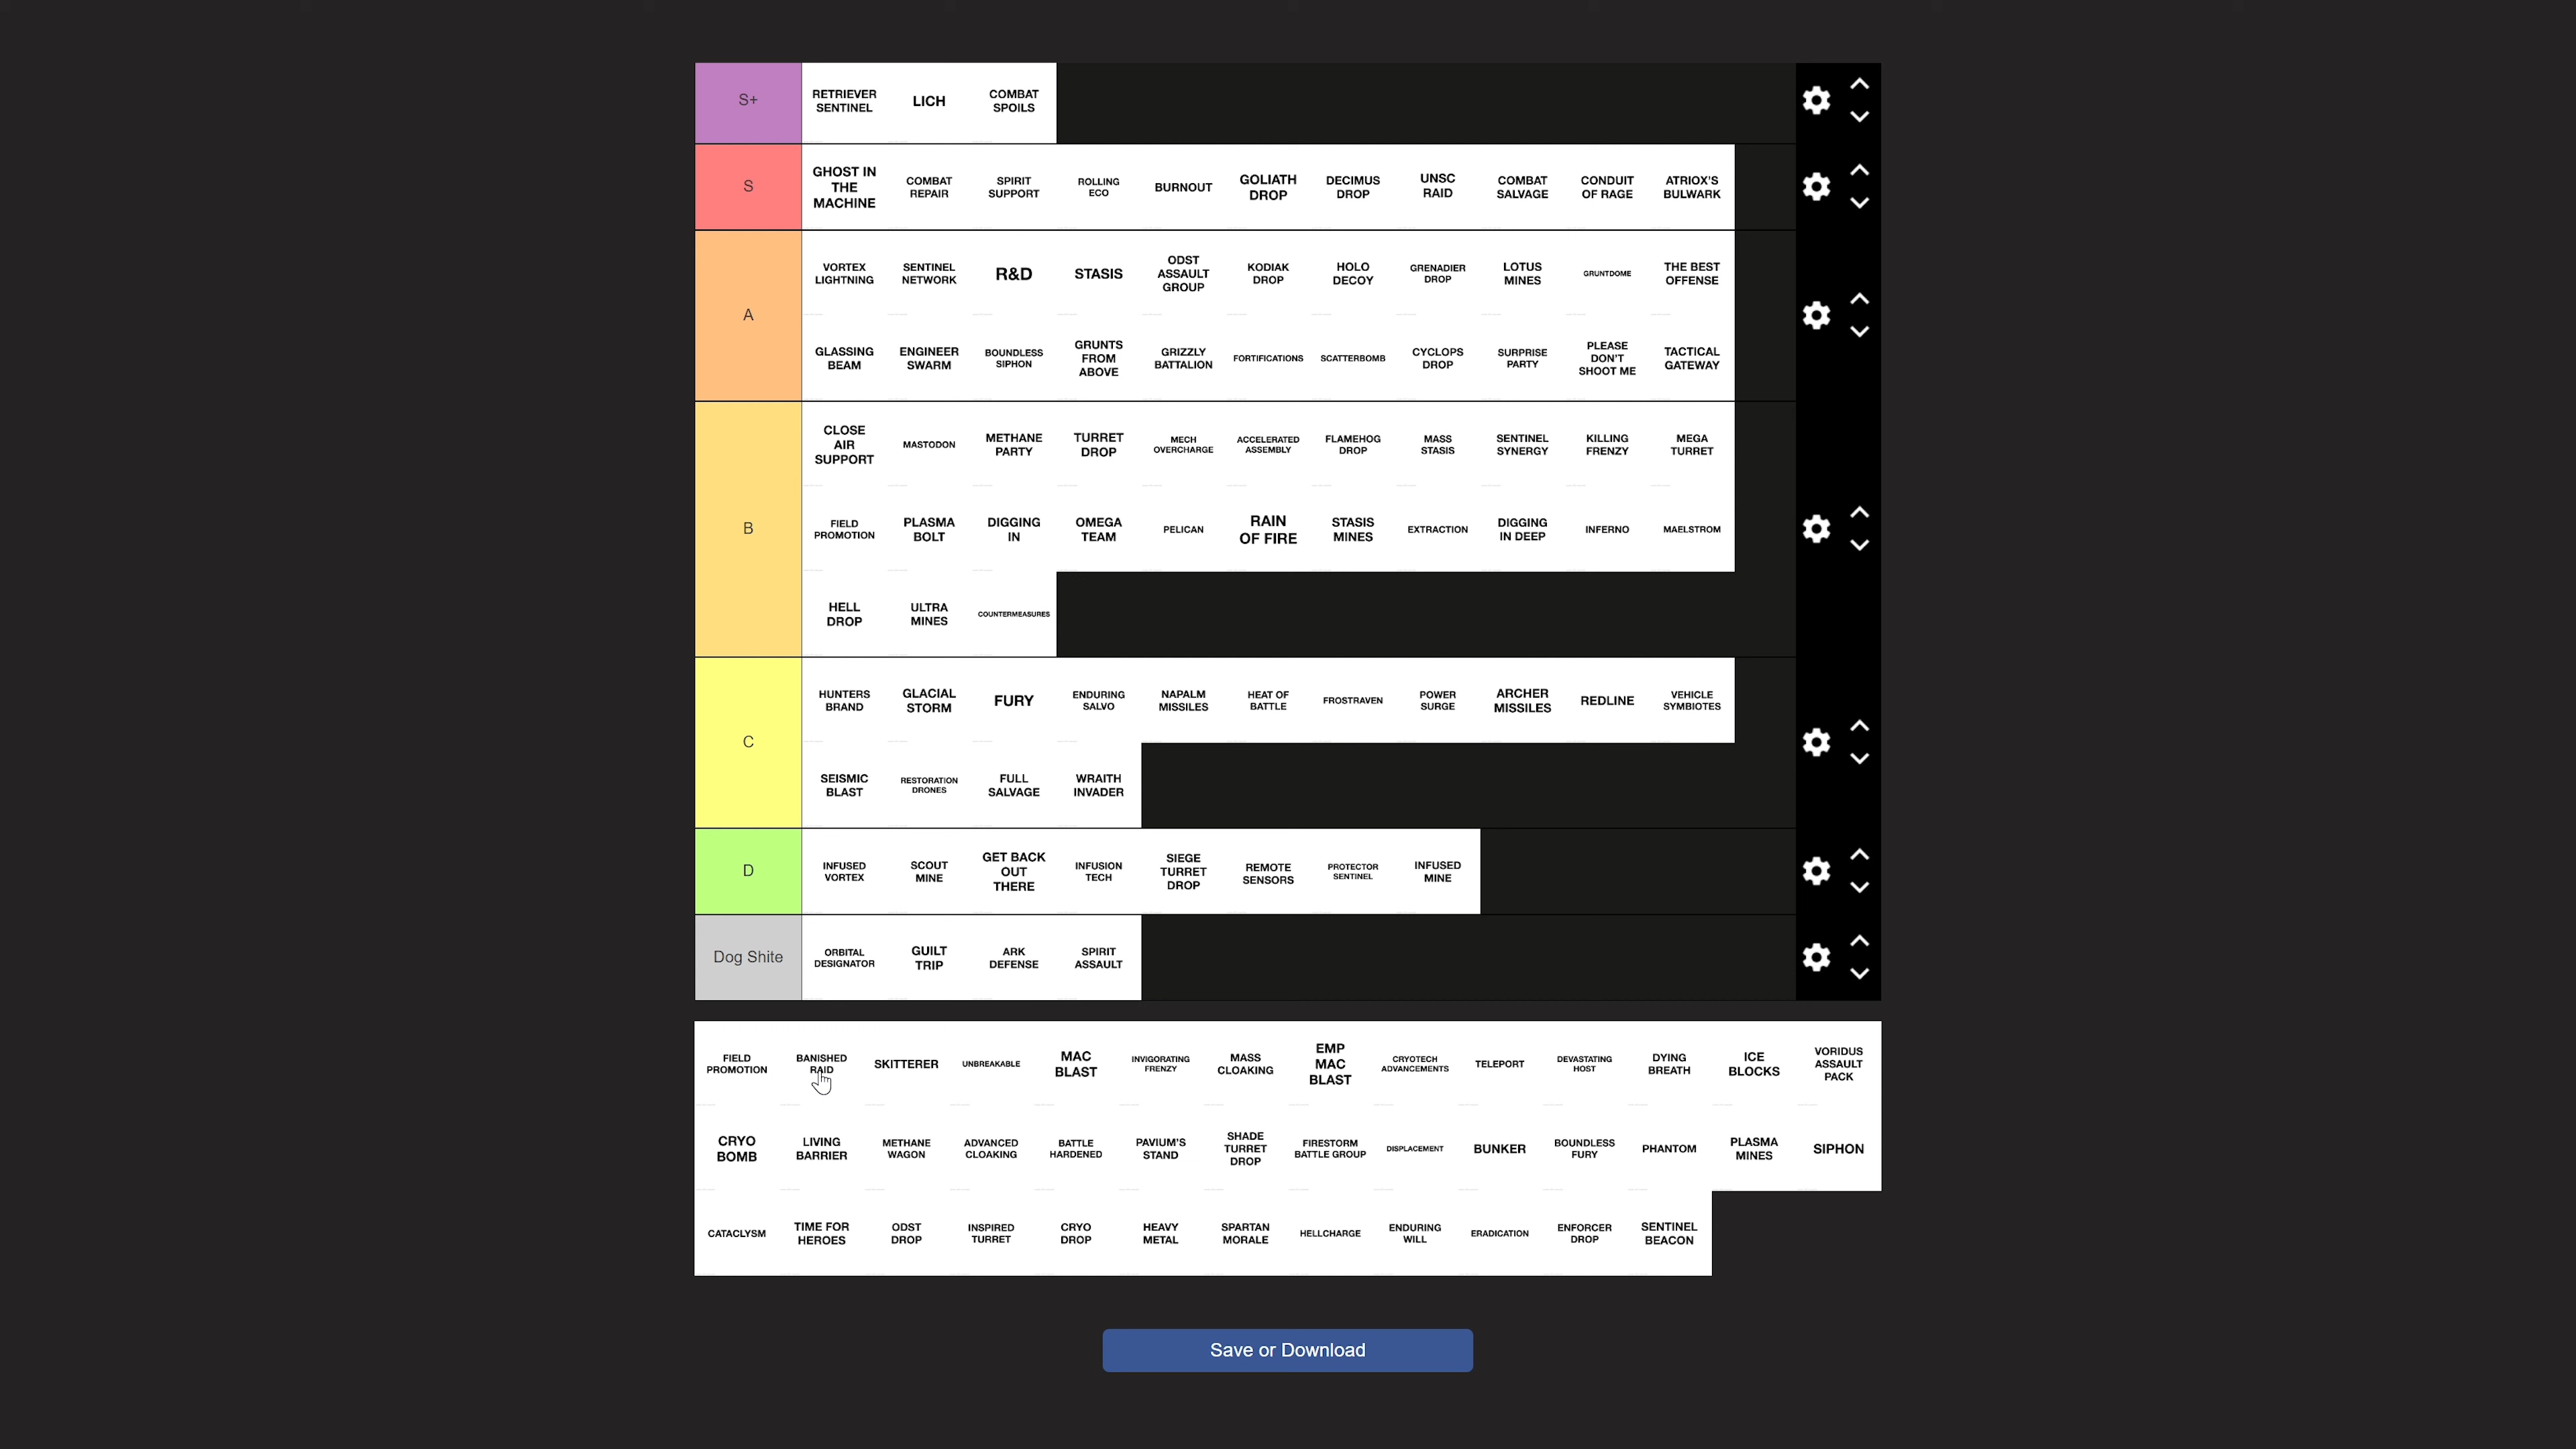 S+
RETRIEVER SENTINEL
LICH
COMBAT SPOILS
S
GHOST IN THE MACHINE
COMBAT REPAIR
SPIRIT SUPPORT
ROLLING ECO
BURNOUT
GOLIATH DROP
DECIMUS DROP
UNSC RAID
COMBAT SALVAGE
CONDUIT OF RAGE
ATRIOX'S BULWARK
A
VORTEX LIGHTNING
SENTINEL NETWORK
R&D
STASIS
ODST ASSAULT GROUP
KODIAK DROP
HOLO DECOY
GRENADIER DROP
LOTUS MINES
GRUNTDOME
THE BEST OFFENSE
GLASSING BEAM
ENGINEER SWARM
BOUNDLESS SIPHON
GRUNTS FROM ABOVE
GRIZZLY BATTALION
FORTIFICATIONS
SCATTERBOMB
CYCLOPS DROP
SURPRISE PARTY
PLEASE DON'T SHOOT ME
TACTICAL GATEWAY
B
CLOSE AIR SUPPORT
MASTODON
METHANE PARTY
TURRET DROP
MECH OVERCHARGE
ACCELERATED ASSEMBLY
FLAMEHOG DROP
MASS STASIS
SENTINEL SYNERGY
KILLING FRENZY
MEGA TURRET
FIELD PROMOTION
PLASMA BOLT
DIGGING IN
OMEGA TEAM
PELICAN
RAIN OF FIRE
STASIS MINES
EXTRACTION
DIGGING IN DEEP
INFERNO
MAELSTROM
HELL DROP
ULTRA MINES
COUNTERMEASURES
C
HUNTERS BRAND
GLACIAL STORM
FURY
ENDURING SALVO
NAPALM MISSILES
HEAT OF BATTLE
FROSTRAVEN
POWER SURGE
ARCHER MISSILES
REDLINE
VEHICLE SYMBIOTES
SEISMIC BLAST
RESTORATION DRONES
FULL SALVAGE
WRAITH INVADER
D
INFUSED VORTEX
SCOUT MINE
GET BACK OUT THERE
INFUSION TECH
SIEGE TURRET DROP
REMOTE SENSORS
PROTECTOR SENTINEL
INFUSED MINE
Dog Shite
ORBITAL DESIGNATOR
GUILT TRIP
ARK DEFENSE
SPIRIT ASSAULT
FIELD PROMOTION
BANISHED RAID
SKITTERER
UNBREAKABLE
MAC BLAST
INVIGORATING FRENZY
MASS CLOAKING
EMP MAC BLAST
CRYOTECH ADVANCEMENTS
TELEPORT
DEVASTATING HOST
DYING BREATH
ICE BLOCKS
VORIDUS ASSAULT PACK
CRYO BOMB
LIVING BARRIER
METHANE WAGON
ADVANCED CLOAKING
BATTLE HARDENED
PAVIUM'S STAND
SHADE TURRET DROP
FIRESTORM BATTLE GROUP
DISPLACEMENT
BUNKER
BOUNDLESS FURY
PHANTOM
PLASMA MINES
SIPHON
CATACLYSM
TIME FOR HEROES
ODST DROP
INSPIRED TURRET
CRYO DROP
HEAVY METAL
SPARTAN MORALE
HELLCHARGE
ENDURING WILL
ERADICATION
ENFORCER DROP
SENTINEL BEACON
Save or Download